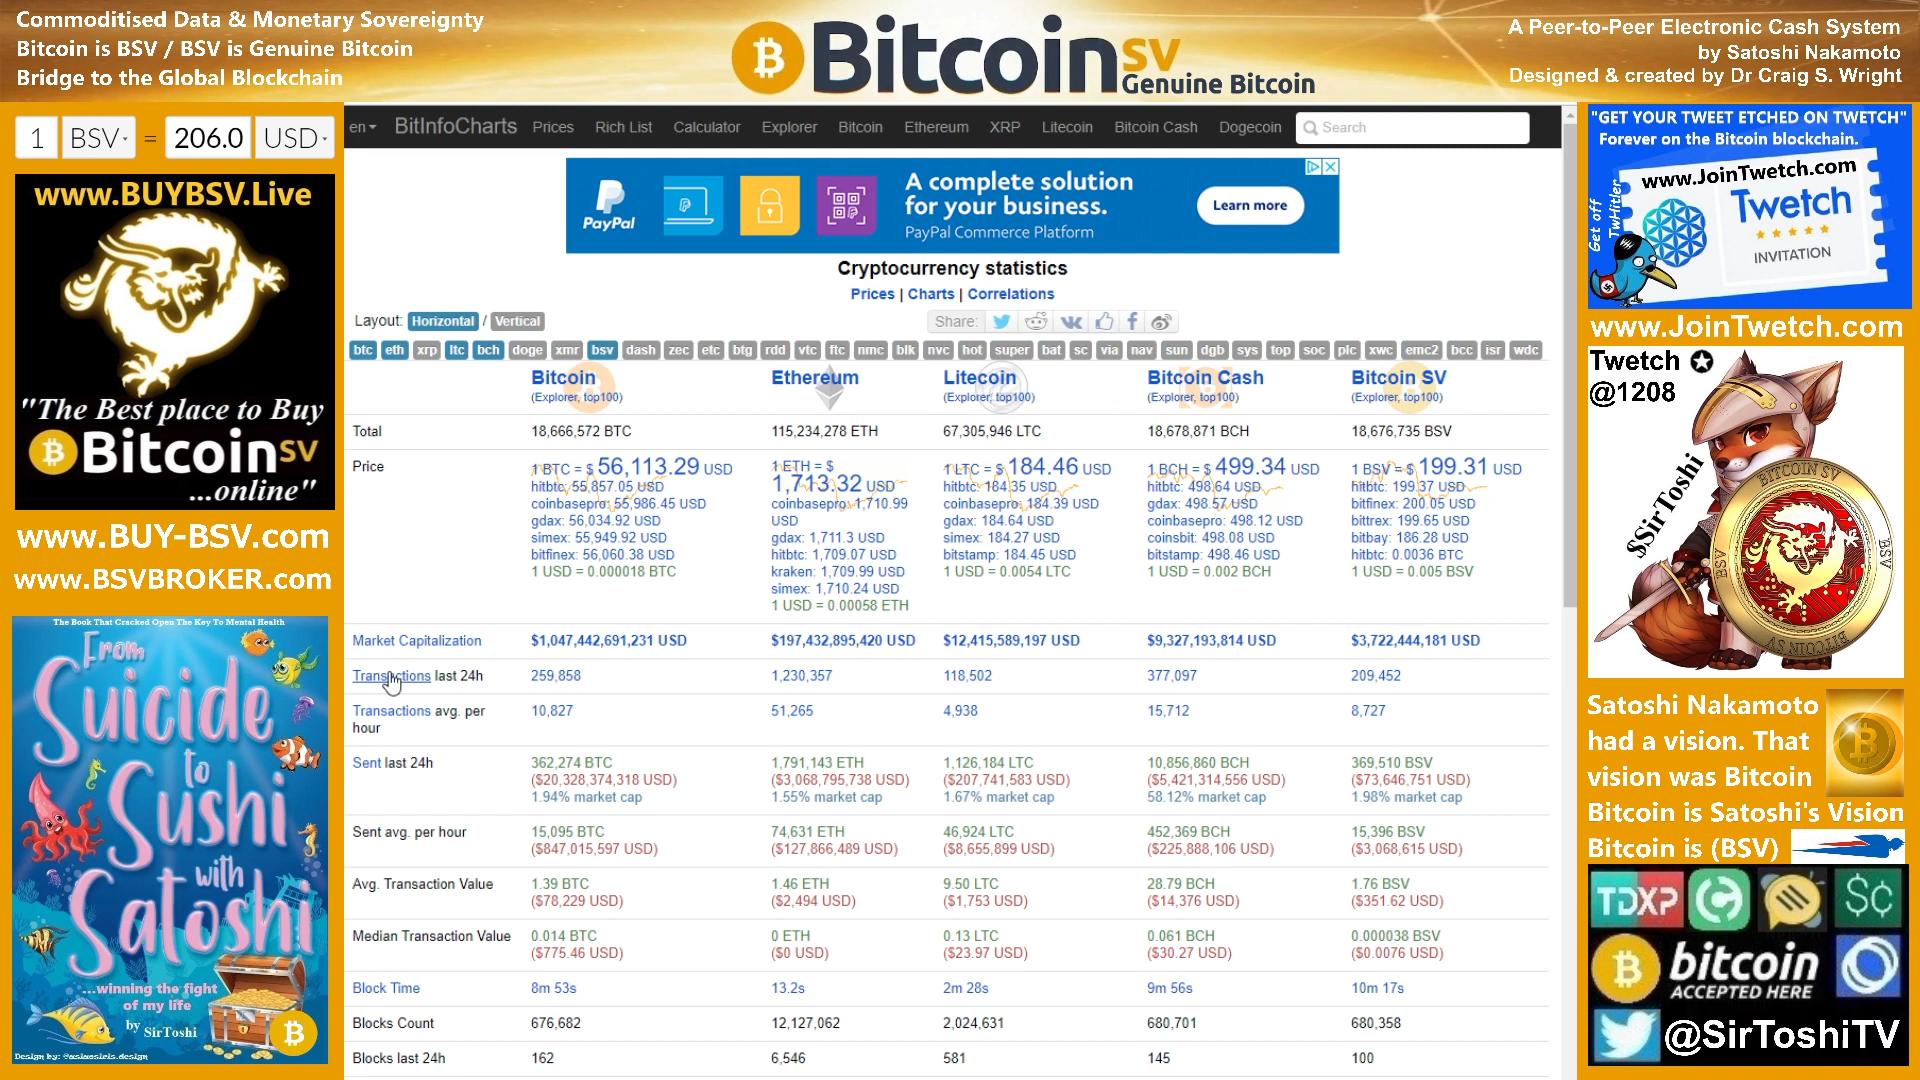 Commoditised Data & Monetary Sovereignty
Bitcoin is BSV / BSV is Genuine Bitcoin
Bridge to the Global Blockchain
Bitcoin SV
Genuine Bitcoin
A Peer-to-Peer Electronic Cash System
by Satoshi Nakamoto
Designed & created by Dr Craig S. Wright
1 BSV = 206.0 USD
www.BUYBSV.Live
"The Best place to Buy
Bitcoin SV
...online"
www.BUY-BSV.com
www.BSVBROKER.com
The Book That Cracked Open The Key To Mental Health
From
Suicide
to
Sushi
with
Satoshi
...winning the fight
of my life
by SirToshi
Design by: @asiaasiris.design
en BitInfoCharts Prices Rich List Calculator Explorer Bitcoin Ethereum XRP Litecoin Bitcoin Cash Dogecoin Search
PayPal
A complete solution
for your business.
PayPal Commerce Platform
Learn more
Cryptocurrency statistics
Prices | Charts | Correlations
Layout: Horizontal / Vertical
Share:
btc eth xrp ltc bch doge xmr bsv dash zec etc btg rdd vtc ftc nmc blk nvc hot super bat sc via nav sun dgb sys top soc plc xwc emc2 bcc isr wdc
Bitcoin Ethereum Litecoin Bitcoin Cash Bitcoin SV
(Explorer, top100) (Explorer, top100) (Explorer, top100) (Explorer, top100)
Total 18,666,572 BTC 115,234,278 ETH 67,305,946 LTC 18,678,871 BCH 18,676,735 BSV
Price
1 BTC = $ 56,113.29 USD
hitbtc: 55,857.05 USD
coinbasepro: 55,986.45 USD
gdax: 56,034.92 USD
simex: 55,949.92 USD
bitfinex: 56,060.38 USD
1 USD = 0.000018 BTC
1 ETH = $
1,713.32 USD
coinbasepro: 1,710.99
USD
gdax: 1,711.3 USD
hitbtc: 1,709.07 USD
kraken: 1,709.99 USD
simex: 1,710.24 USD
1 USD = 0.00058 ETH
1 LTC = $ 184.46 USD
hitbtc: 184.35 USD
coinbasepro: 184.39 USD
gdax: 184.64 USD
simex: 184.27 USD
bitstamp: 184.45 USD
1 USD = 0.0054 LTC
1 BCH = $ 499.34 USD
hitbtc: 498.64 USD
gdax: 498.57 USD
coinbasepro: 498.12 USD
coinsbit: 498.08 USD
bitstamp: 498.46 USD
1 USD = 0.002 BCH
1 BSV = $ 199.31 USD
hitbtc: 199.37 USD
bitfinex: 200.05 USD
bittrex: 199.65 USD
bitbay: 186.28 USD
hitbtc: 0.0036 BTC
1 USD = 0.005 BSV
Market Capitalization $1,047,442,691,231 USD $197,432,895,420 USD $12,415,589,197 USD $9,327,193,814 USD $3,722,444,181 USD
Transactions last 24h 259,858 1,230,357 118,502 377,097 209,452
Transactions avg. per 10,827 51,265 4,938 15,712 8,727
hour
Sent last 24h 362,274 BTC 1,791,143 ETH 1,126,184 LTC 10,856,860 BCH 369,510 BSV
($20,328,374,318 USD) ($3,068,795,738 USD) ($207,741,583 USD) ($5,421,314,556 USD) ($73,646,751 USD)
1.94% market cap 1.55% market cap 1.67% market cap 58.12% market cap 1.98% market cap
Sent avg. per hour 15,095 BTC 74,631 ETH 46,924 LTC 452,369 BCH 15,396 BSV
($847,015,597 USD) ($127,866,489 USD) ($8,655,899 USD) ($225,888,106 USD) ($3,068,615 USD)
Avg. Transaction Value 1.39 BTC 1.46 ETH 9.50 LTC 28.79 BCH 1.76 BSV
($78,229 USD) ($2,494 USD) ($1,753 USD) ($14,376 USD) ($351.62 USD)
Median Transaction Value 0.014 BTC 0 ETH 0.13 LTC 0.061 BCH 0.000038 BSV
($775.46 USD) ($0 USD) ($23.97 USD) ($30.27 USD) ($0.0076 USD)
Block Time 8m 53s 13.2s 2m 28s 9m 56s 10m 17s
Blocks Count 676,682 12,127,062 2,024,631 680,701 680,358
Blocks last 24h 162 6,546 581 145 100
"GET YOUR TWEET ETCHED ON TWETCH"
Forever on the Bitcoin blockchain.
www.JoinTwetch.com
Twetch
INVITATION
Get off
TwHitler
www.JoinTwetch.com
Twetch
@1208
$SirToshi
BITCOIN SV
BSV
BSV
BITCOIN SV
Satoshi Nakamoto
had a vision. That
vision was Bitcoin
Bitcoin is Satoshi's Vision
Bitcoin is (BSV)
TDXP
$c
bitcoin
ACCEPTED HERE
@SirToshiTV